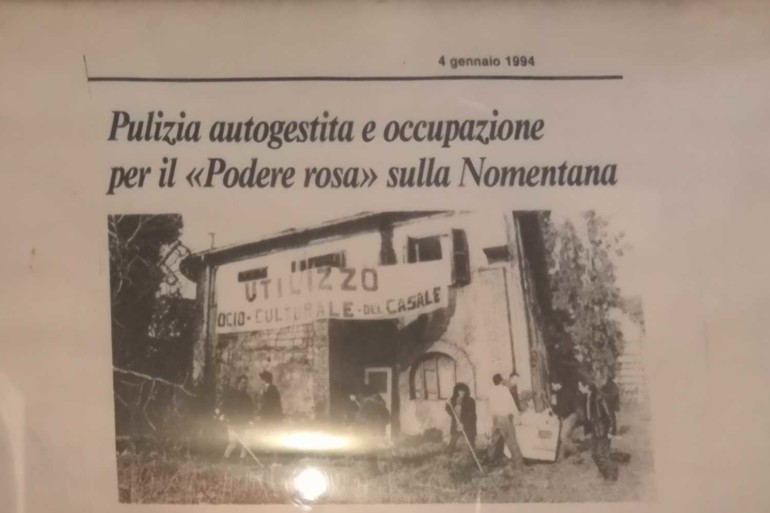 4 gennaio 1994
Pulizia autogestita e occupazione
per il «Podere rosa» sulla Nomentana
UTILIZZO
OCIO-CULTURALE-DEL CASALE